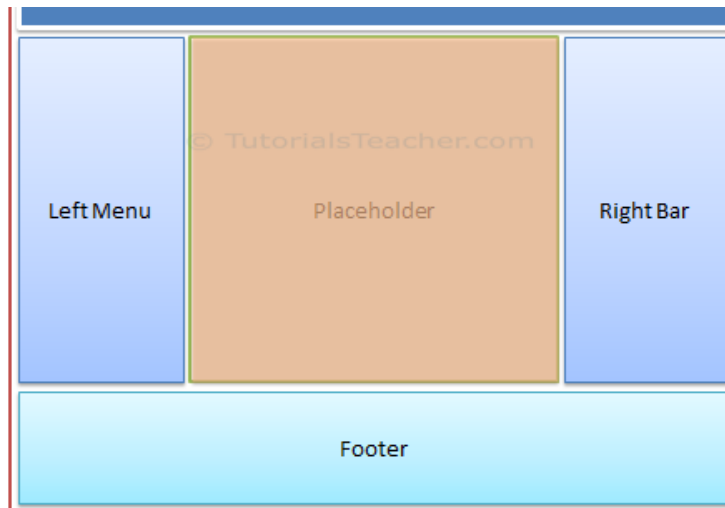 © TutorialsTeacher.com
Left Menu
Placeholder
Right Bar
Footer